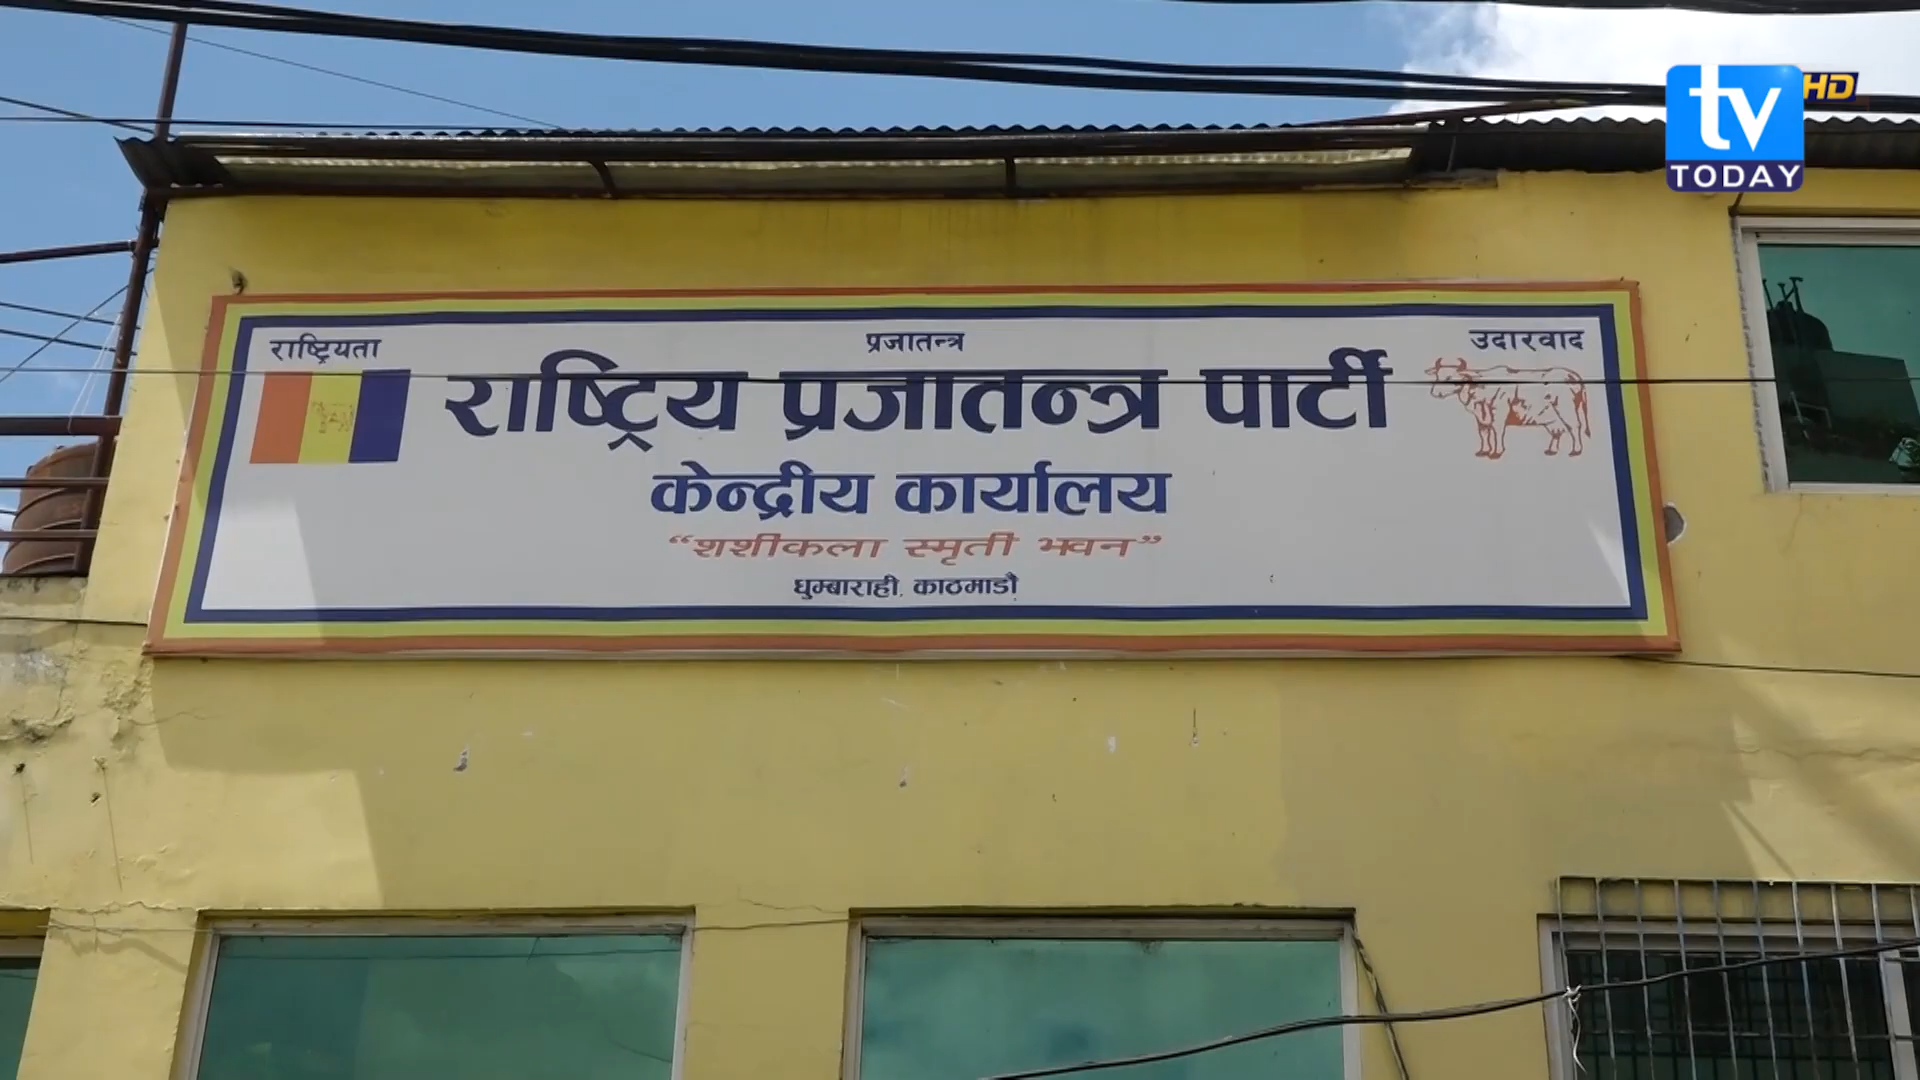 tv HD
TODAY
राष्ट्रियता प्रजातन्त्र उदारवाद
राष्ट्रिय प्रजातन्त्र पार्टी
केन्द्रीय कार्यालय
“शशीकला स्मृती भवन”
धुम्बाराही, काठमाडौं